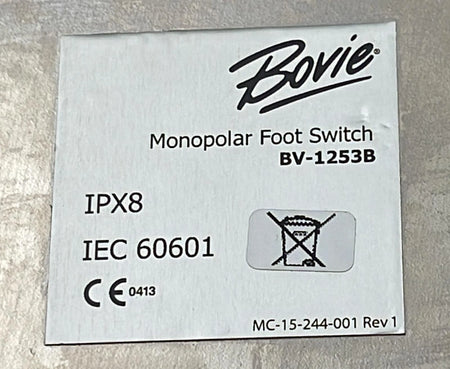 Bovie®
Monopolar Foot Switch
BV-1253B
IPX8
IEC 60601
CE 0413
MC-15-244-001 Rev 1